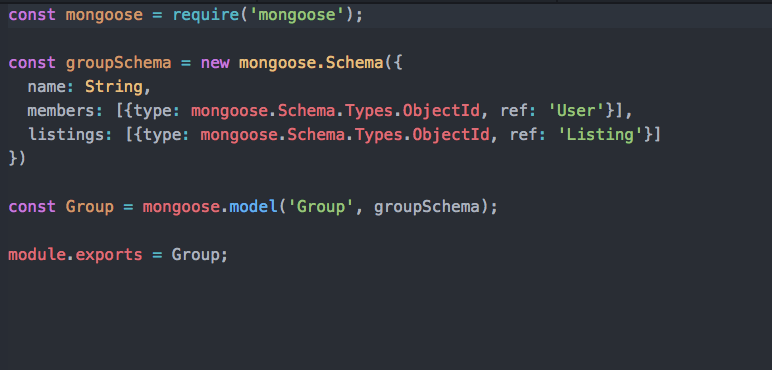 const mongoose = require('mongoose');
const groupSchema = new mongoose.Schema({
name: String,
members: [{type: mongoose.Schema.Types.ObjectId, ref: 'User'}],
listings: [{type: mongoose.Schema.Types.ObjectId, ref: 'Listing'}]
})
const Group = mongoose.model('Group', groupSchema);
module.exports = Group;